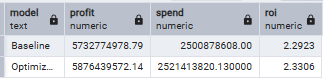 model profit spend roi
text numeric numeric numeric
Baseline 5732774978.79 2500878608.00 2.2923
Optimiz... 5876439572.14 2521413820.130000 2.3306